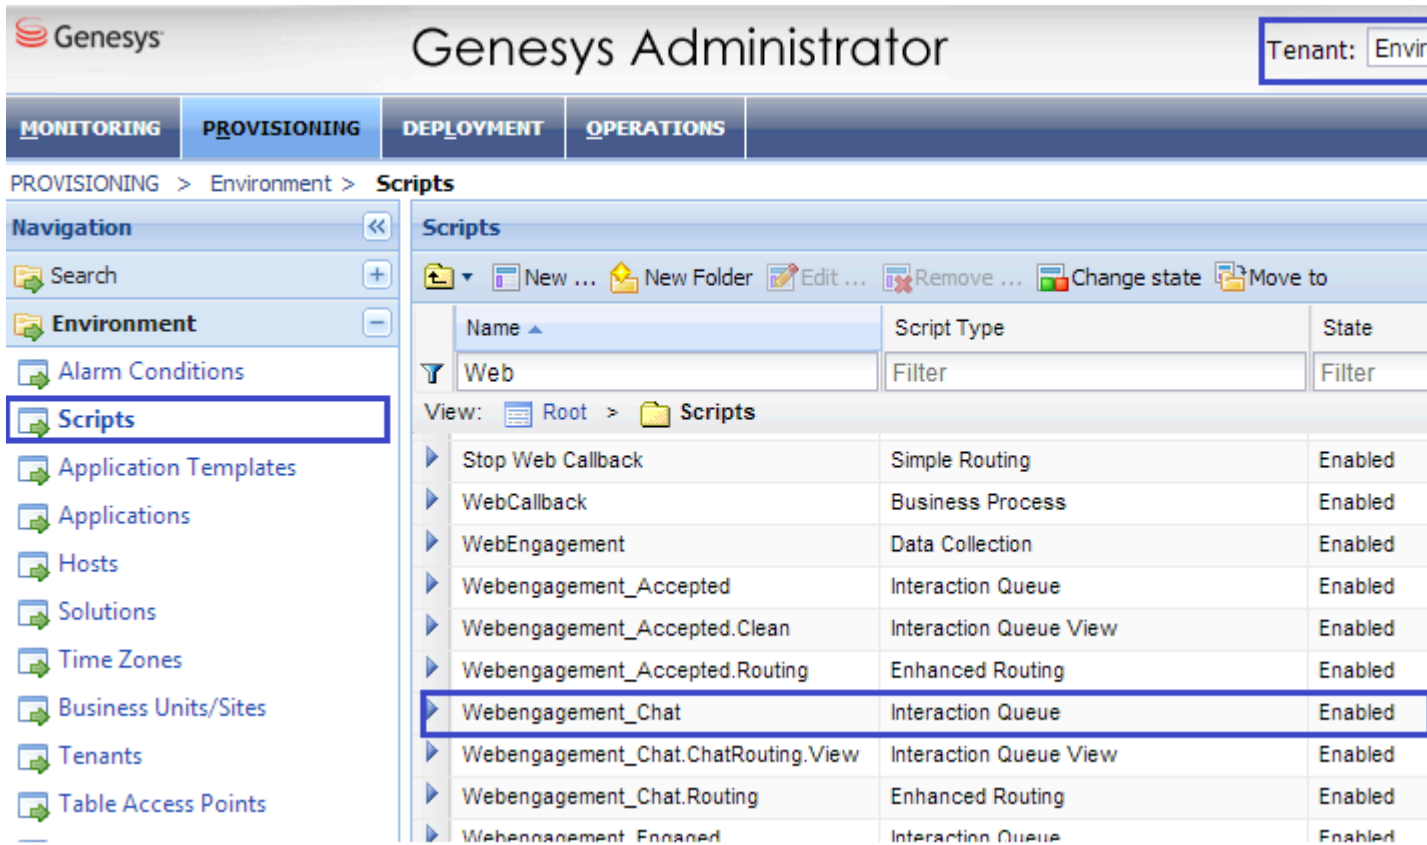 Genesys
Genesys Administrator
Tenant: Envir
MONITORING PROVISIONING DEPLOYMENT OPERATIONS
PROVISIONING > Environment > Scripts
Navigation
Search
Environment
Alarm Conditions
Scripts
Application Templates
Applications
Hosts
Solutions
Time Zones
Business Units/Sites
Tenants
Table Access Points
Scripts
New ... New Folder Edit ... Remove ... Change state Move to
Name Script Type State
Web Filter Filter
View: Root > Scripts
Stop Web Callback Simple Routing Enabled
WebCallback Business Process Enabled
WebEngagement Data Collection Enabled
Webengagement_Accepted Interaction Queue Enabled
Webengagement_Accepted.Clean Interaction Queue View Enabled
Webengagement_Accepted.Routing Enhanced Routing Enabled
Webengagement_Chat Interaction Queue Enabled
Webengagement_Chat.ChatRouting.View Interaction Queue View Enabled
Webengagement_Chat.Routing Enhanced Routing Enabled
Webengagement_Engaged Interaction Queue Enabled